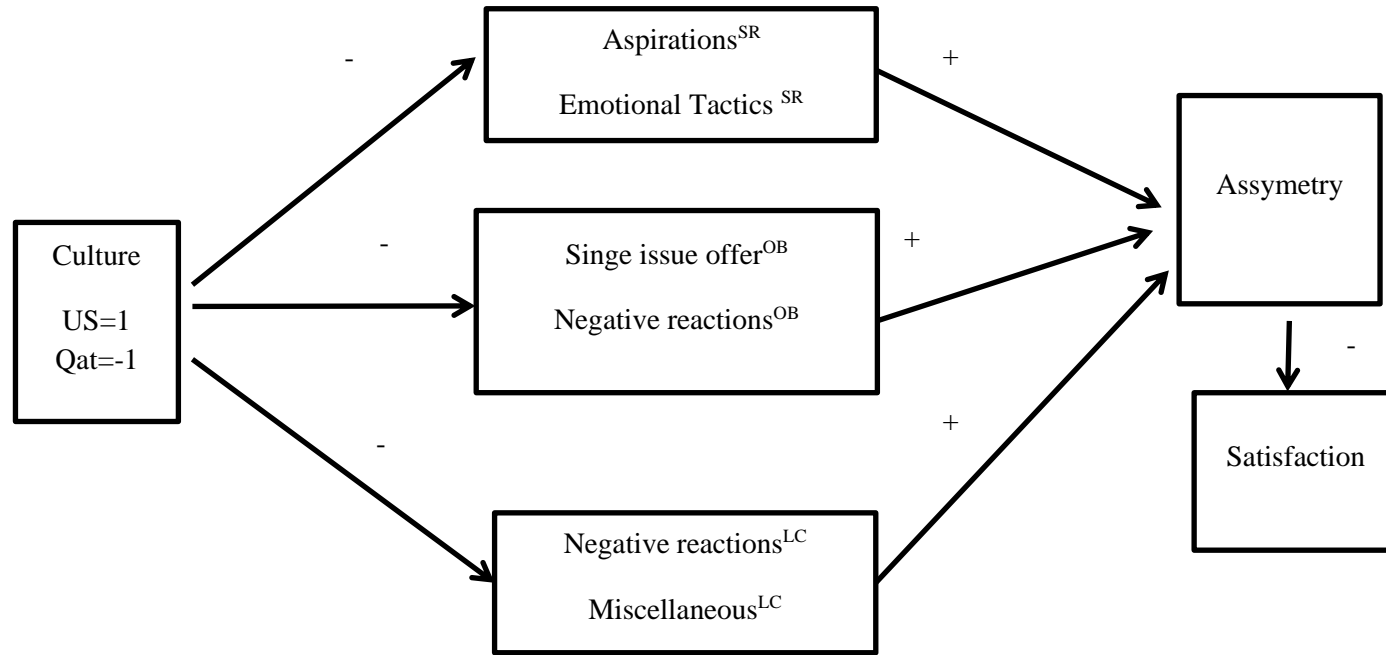 -
Aspirations^SR
Emotional Tactics ^SR
+
Assymetry
Culture
US=1
Qat=-1
-
Singe issue offer^OB
Negative reactions^OB
+
-
Satisfaction
-
Negative reactions^LC
Miscellaneous^LC
+